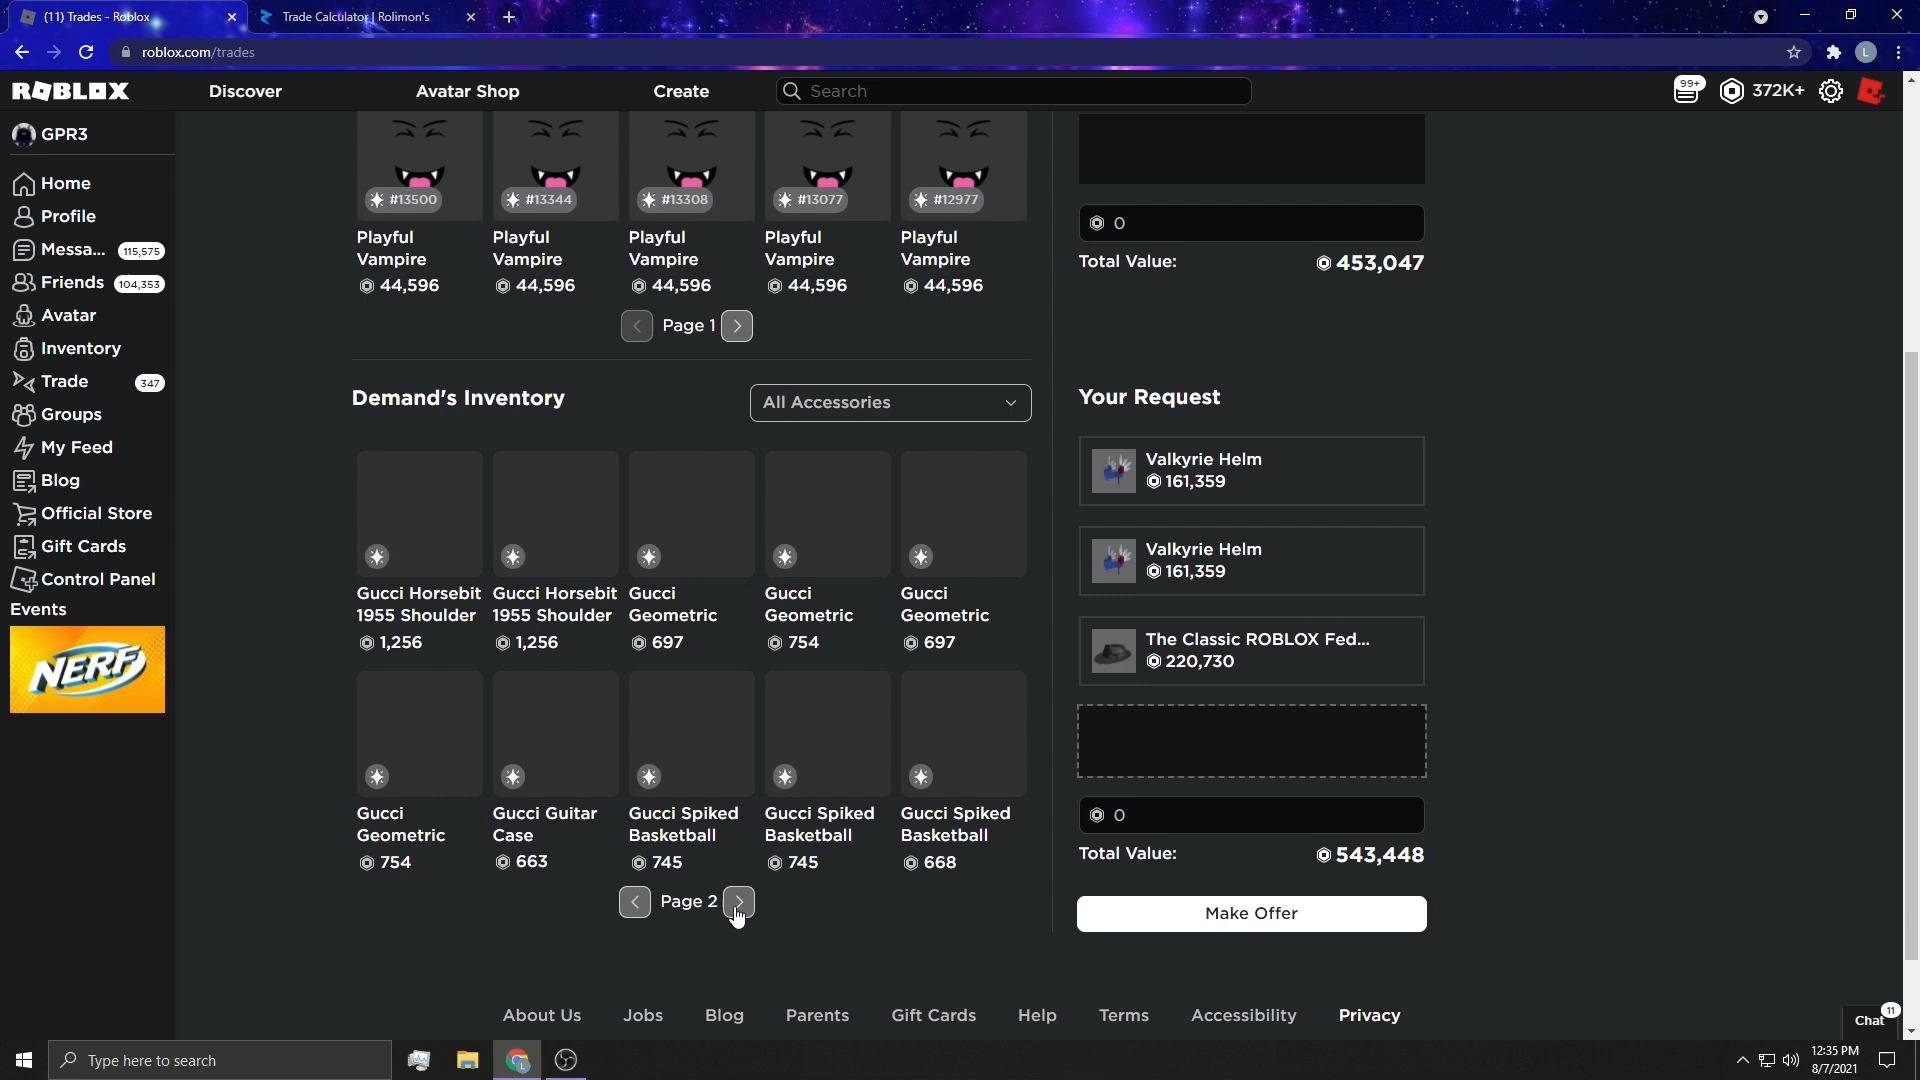 (11) Trades - Roblox
Trade Calculator | Rolimon's
roblox.com/trades
L
ROBLOX
Discover
Avatar Shop
Create
Search
99+
372K+
GPR3
Home
Profile
Messa... 115,575
Friends 104,353
Avatar
Inventory
Trade 347
Groups
My Feed
Blog
Official Store
Gift Cards
Control Panel
Events
NERF
#13500 #13344 #13308 #13077 #12977
Playful Playful Playful Playful Playful
Vampire Vampire Vampire Vampire Vampire
44,596 44,596 44,596 44,596 44,596
Page 1
0
Total Value: 453,047
Demand's Inventory
All Accessories
Gucci Horsebit Gucci Horsebit Gucci Gucci Gucci
1955 Shoulder 1955 Shoulder Geometric Geometric Geometric
1,256 1,256 697 754 697
Gucci Gucci Guitar Gucci Spiked Gucci Spiked Gucci Spiked
Geometric Case Basketball Basketball Basketball
754 663 745 745 668
Page 2
Your Request
Valkyrie Helm
161,359
Valkyrie Helm
161,359
The Classic ROBLOX Fed...
220,730
0
Total Value: 543,448
Make Offer
About Us Jobs Blog Parents Gift Cards Help Terms Accessibility Privacy
Chat 11
Type here to search
L
12:35 PM
8/7/2021